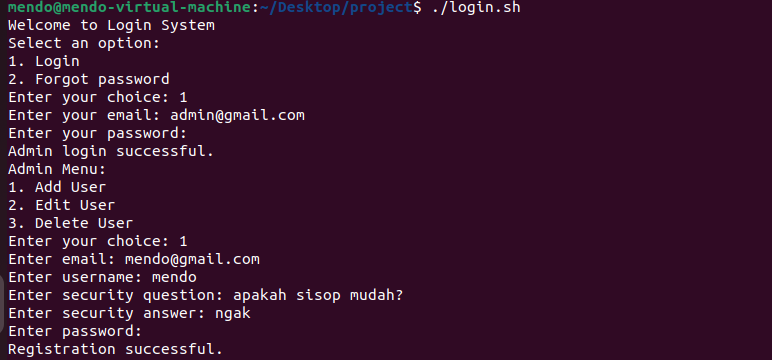 mendo@mendo-virtual-machine:~/Desktop/project$ ./login.sh
Welcome to Login System
Select an option:
1. Login
2. Forgot password
Enter your choice: 1
Enter your email: admin@gmail.com
Enter your password:
Admin login successful.
Admin Menu:
1. Add User
2. Edit User
3. Delete User
Enter your choice: 1
Enter email: mendo@gmail.com
Enter username: mendo
Enter security question: apakah sisop mudah?
Enter security answer: ngak
Enter password:
Registration successful.